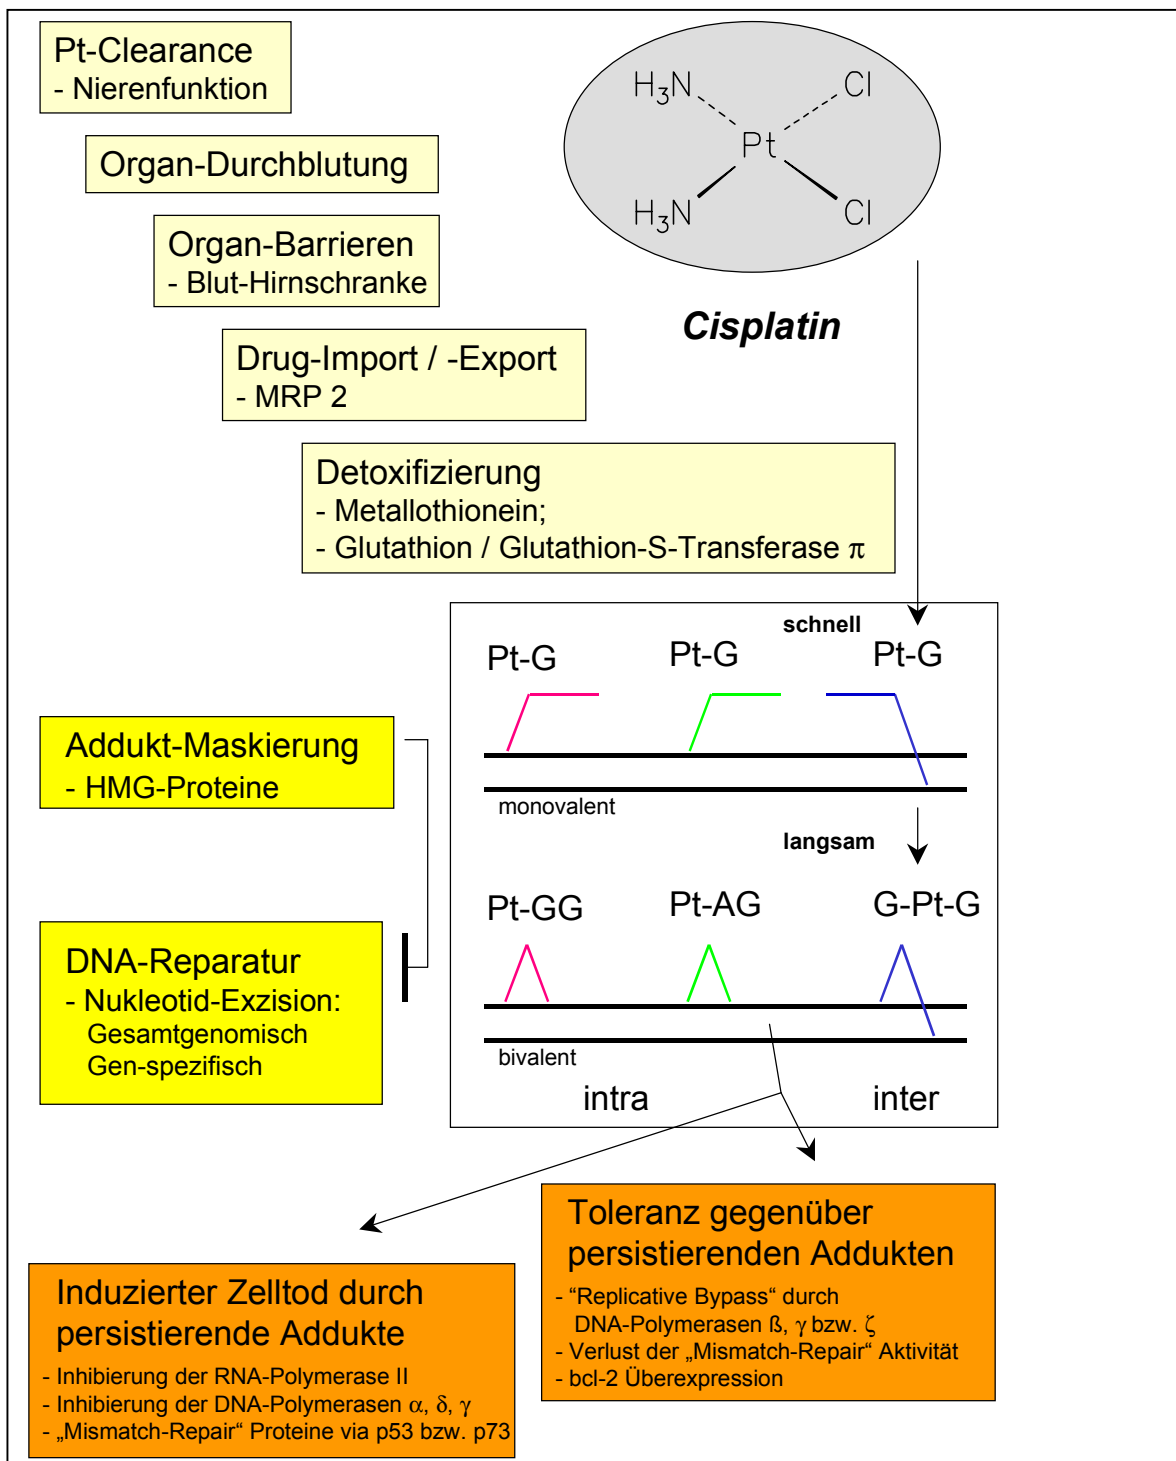 Pt-Clearance
- Nierenfunktion
H₃N
Cl
Pt
H₃N
Cl
Cisplatin
Organ-Durchblutung
Organ-Barrieren
- Blut-Hirnschranke
Drug-Import / -Export
- MRP 2
Detoxifizierung
- Metallothionein;
- Glutathion / Glutathion-S-Transferase π
schnell
Pt-G
Pt-G
Pt-G
monovalent
langsam
Pt-GG
Pt-AG
G-Pt-G
bivalent
intra
inter
Addukt-Maskierung
- HMG-Proteine
DNA-Reparatur
- Nukleotid-Exzision:
Gesamtgenomisch
Gen-spezifisch
Toleranz gegenüber
persistierenden Addukten
- “Replicative Bypass“ durch
DNA-Polymerasen ß, γ bzw. ζ
- Verlust der „Mismatch-Repair“ Aktivität
- bcl-2 Überexpression
Induzierter Zelltod durch
persistierende Addukte
- Inhibierung der RNA-Polymerase II
- Inhibierung der DNA-Polymerasen α, δ, γ
- „Mismatch-Repair“ Proteine via p53 bzw. p73